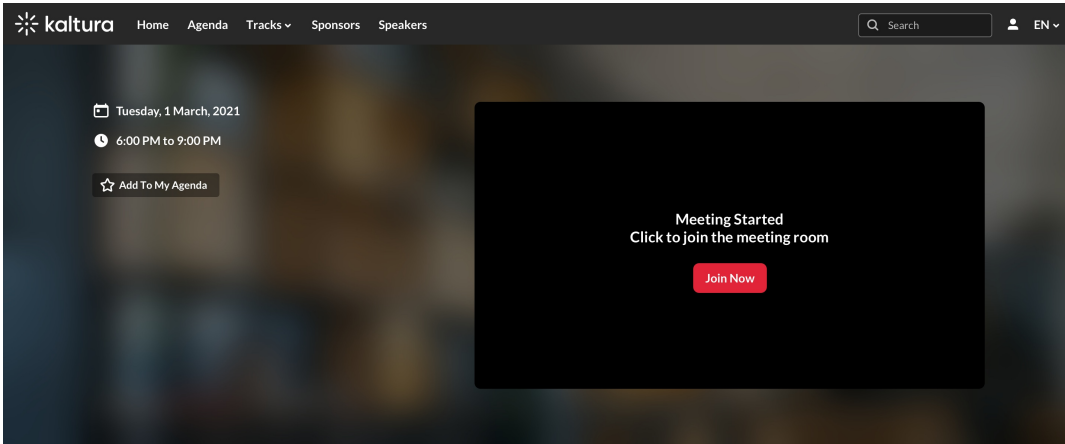 kaltura Home Agenda Tracks Sponsors Speakers Search EN
Tuesday, 1 March, 2021
6:00 PM to 9:00 PM
Add To My Agenda
Meeting Started
Click to join the meeting room
Join Now